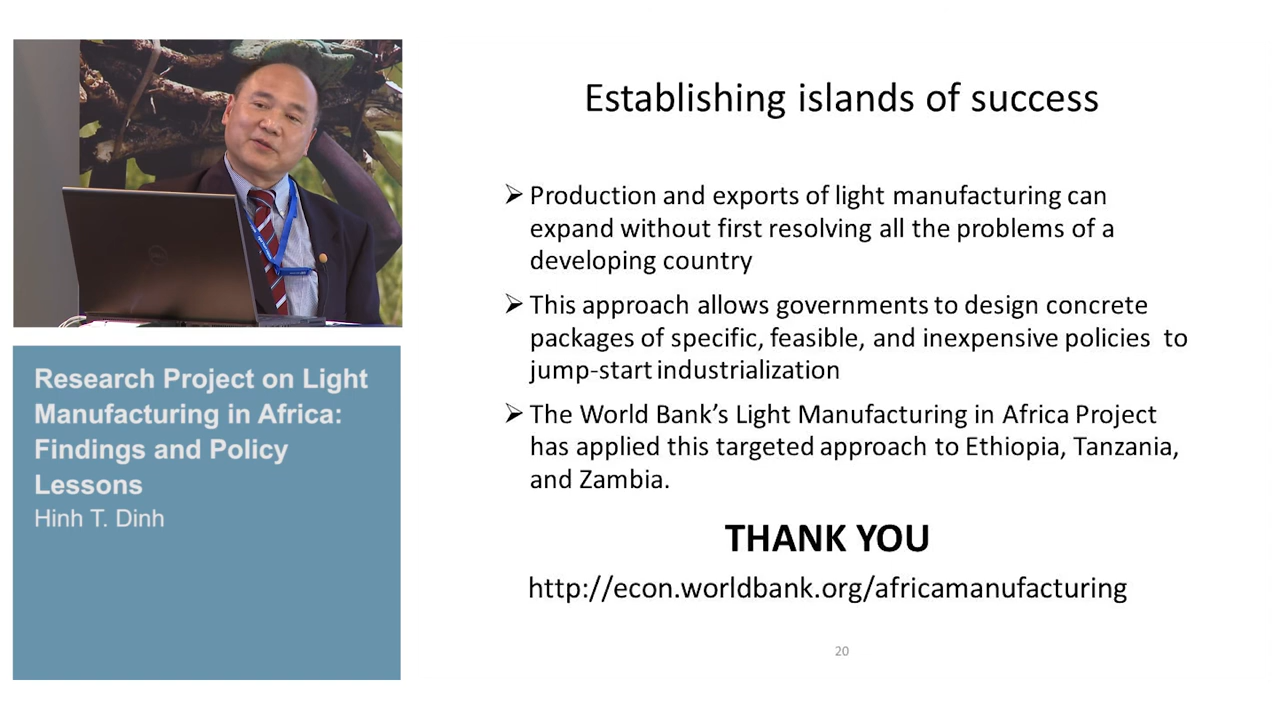 Establishing islands of success
➢ Production and exports of light manufacturing can
expand without first resolving all the problems of a
developing country
➢ This approach allows governments to design concrete
packages of specific, feasible, and inexpensive policies to
jump-start industrialization
➢ The World Bank’s Light Manufacturing in Africa Project
has applied this targeted approach to Ethiopia, Tanzania,
and Zambia.
THANK YOU
http://econ.worldbank.org/africamanufacturing
20
Research Project on Light
Manufacturing in Africa:
Findings and Policy
Lessons
Hinh T. Dinh